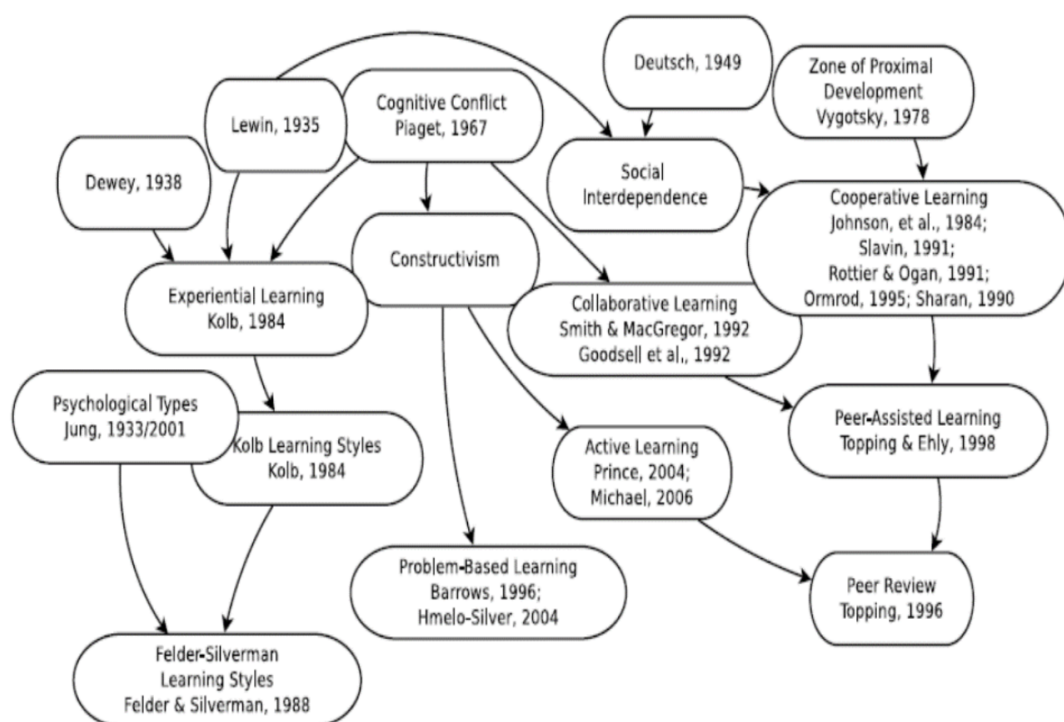 Deutsch, 1949
Zone of Proximal
Development
Vygotsky, 1978
Lewin, 1935
Cognitive Conflict
Piaget, 1967
Dewey, 1938
Social
Interdependence
Cooperative Learning
Johnson, et al., 1984;
Slavin, 1991;
Rottier & Ogan, 1991;
Ormrod, 1995; Sharan, 1990
Constructivism
Experiential Learning
Kolb, 1984
Collaborative Learning
Smith & MacGregor, 1992
Goodsell et al., 1992
Psychological Types
Jung, 1933/2001
Kolb Learning Styles
Kolb, 1984
Active Learning
Prince, 2004;
Michael, 2006
Peer-Assisted Learning
Topping & Ehly, 1998
Problem-Based Learning
Barrows, 1996;
Hmelo-Silver, 2004
Peer Review
Topping, 1996
Felder-Silverman
Learning Styles
Felder & Silverman, 1988